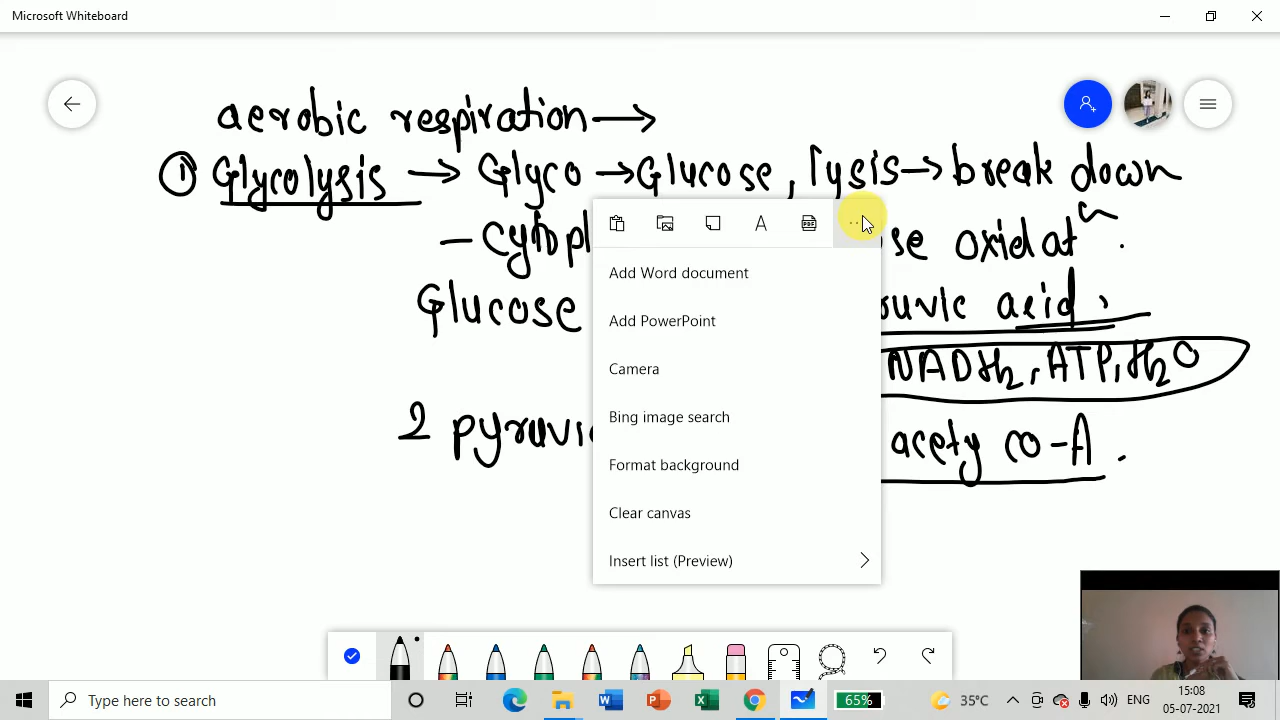 Microsoft Whiteboard
aerobic respiration →
① Glycolysis → Glyco → Glucose, lysis → break down
- cytopl
se oxidatn.
Glucose
uvic acid.
NADH2, ATP, H2O
2 pyruvi
acety co-A.
A
PDF
Add Word document
Add PowerPoint
Camera
Bing image search
Format background
Clear canvas
Insert list (Preview)
Type here to search
65%
35°C
ENG
15:08
05-07-2021